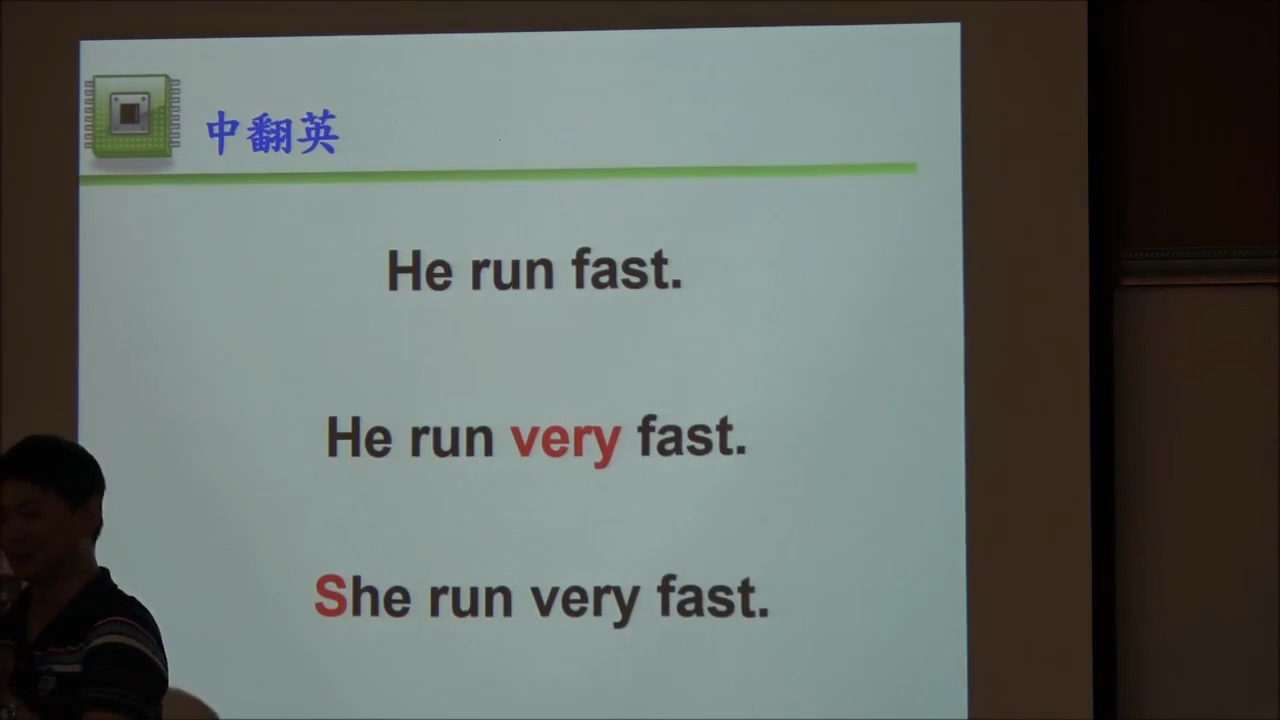 中翻英
He run fast.
He run very fast.
She run very fast.